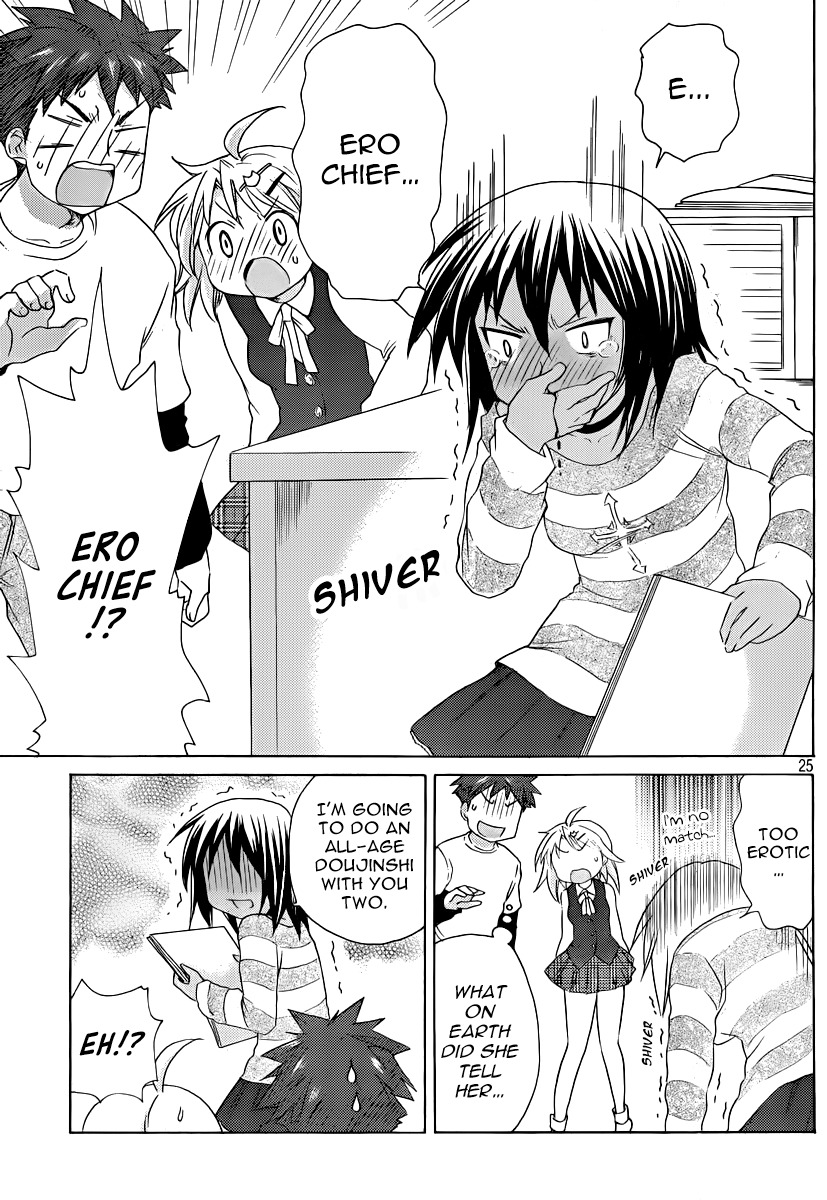 E...
ERO
CHIEF...
SHIVER
ERO
CHIEF
!?
25
TOO
EROTIC
...
I'm no
match...
SHIVER
SHIVER
WHAT
ON
EARTH
DID SHE
TELL
HER...
I'M GOING
TO DO AN
ALL-AGE
DOUJINSHI
WITH YOU
TWO.
EH!?